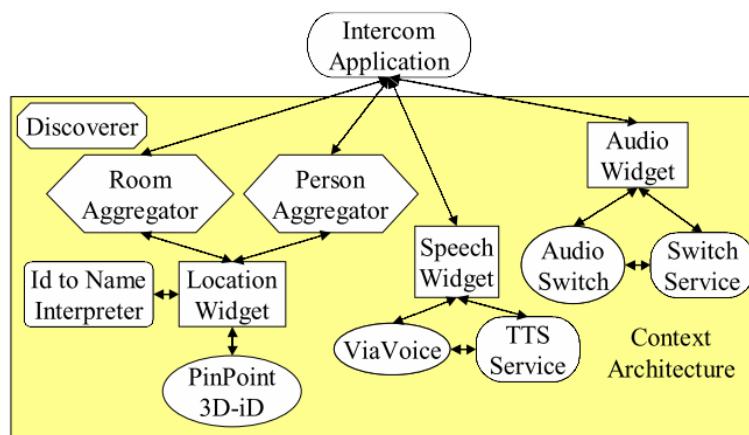 Intercom
Application
Discoverer
Audio
Widget
Room
Aggregator
Person
Aggregator
Speech
Widget
Audio
Switch
Switch
Service
Id to Name
Interpreter
Location
Widget
ViaVoice
TTS
Service
Context
Architecture
PinPoint
3D-iD